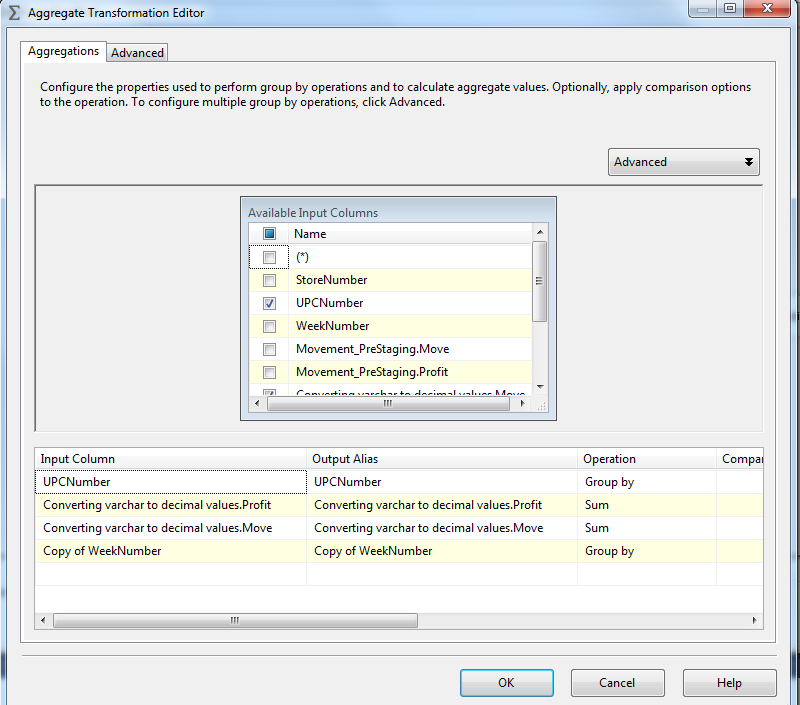 Aggregate Transformation Editor
Aggregations Advanced
Configure the properties used to perform group by operations and to calculate aggregate values. Optionally, apply comparison options
to the operation. To configure multiple group by operations, click Advanced.
Advanced
Available Input Columns
Name
(*)
StoreNumber
UPCNumber
WeekNumber
Movement_PreStaging.Move
Movement_PreStaging.Profit
Converting varchar to decimal values.Move
Input Column Output Alias Operation Compar
UPCNumber UPCNumber Group by
Converting varchar to decimal values.Profit Converting varchar to decimal values.Profit Sum
Converting varchar to decimal values.Move Converting varchar to decimal values.Move Sum
Copy of WeekNumber Copy of WeekNumber Group by
OK Cancel Help